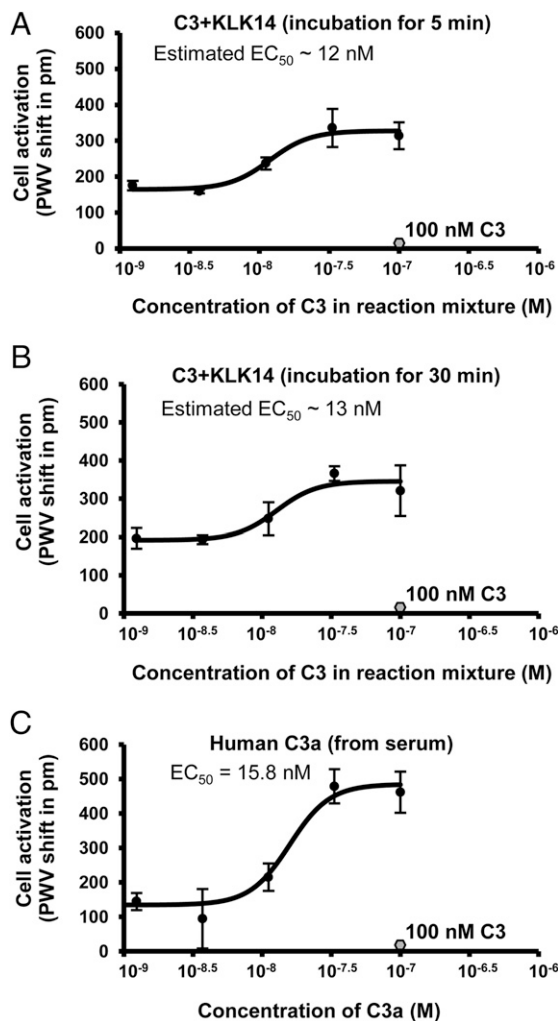 A
C3+KLK14 (incubation for 5 min)
Estimated EC₅₀ ~ 12 nM
Cell activation
(PWV shift in pm)
600
500
400
300
200
100
0
100 nM C3
10⁻⁹ 10⁻⁸·⁵ 10⁻⁸ 10⁻⁷·⁵ 10⁻⁷ 10⁻⁶·⁵ 10⁻⁶
Concentration of C3 in reaction mixture (M)
B
C3+KLK14 (incubation for 30 min)
Estimated EC₅₀ ~ 13 nM
Cell activation
(PWV shift in pm)
600
500
400
300
200
100
0
100 nM C3
10⁻⁹ 10⁻⁸·⁵ 10⁻⁸ 10⁻⁷·⁵ 10⁻⁷ 10⁻⁶·⁵ 10⁻⁶
Concentration of C3 in reaction mixture (M)
C
Human C3a (from serum)
EC₅₀ = 15.8 nM
Cell activation
(PWV shift in pm)
600
500
400
300
200
100
0
100 nM C3
10⁻⁹ 10⁻⁸·⁵ 10⁻⁸ 10⁻⁷·⁵ 10⁻⁷ 10⁻⁶·⁵ 10⁻⁶
Concentration of C3a (M)